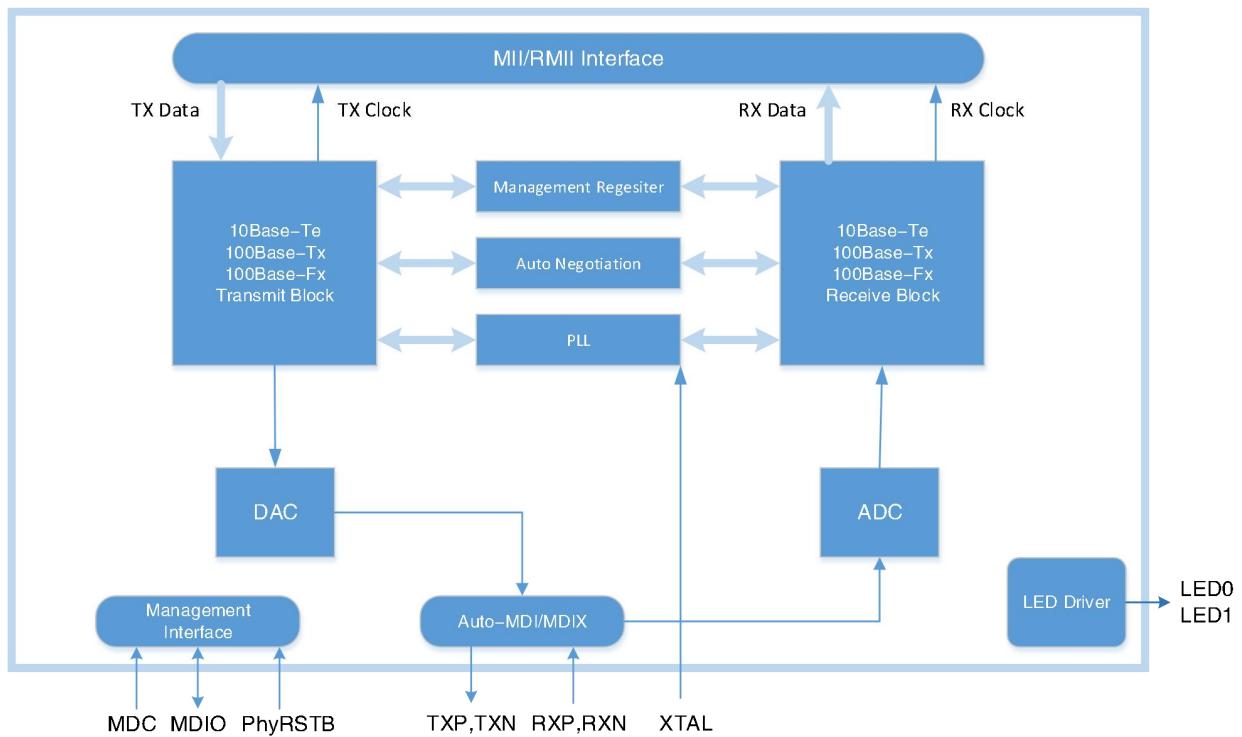 MII/RMII Interface
TX Data
TX Clock
RX Data
RX Clock
10Base-Te
100Base-Tx
100Base-Fx
Transmit Block
Management Regesiter
Auto Negotiation
PLL
10Base-Te
100Base-Tx
100Base-Fx
Receive Block
DAC
ADC
Management
Interface
Auto-MDI/MDIX
LED Driver
LED0
LED1
MDC
MDIO
PhyRSTB
TXP,TXN
RXP,RXN
XTAL